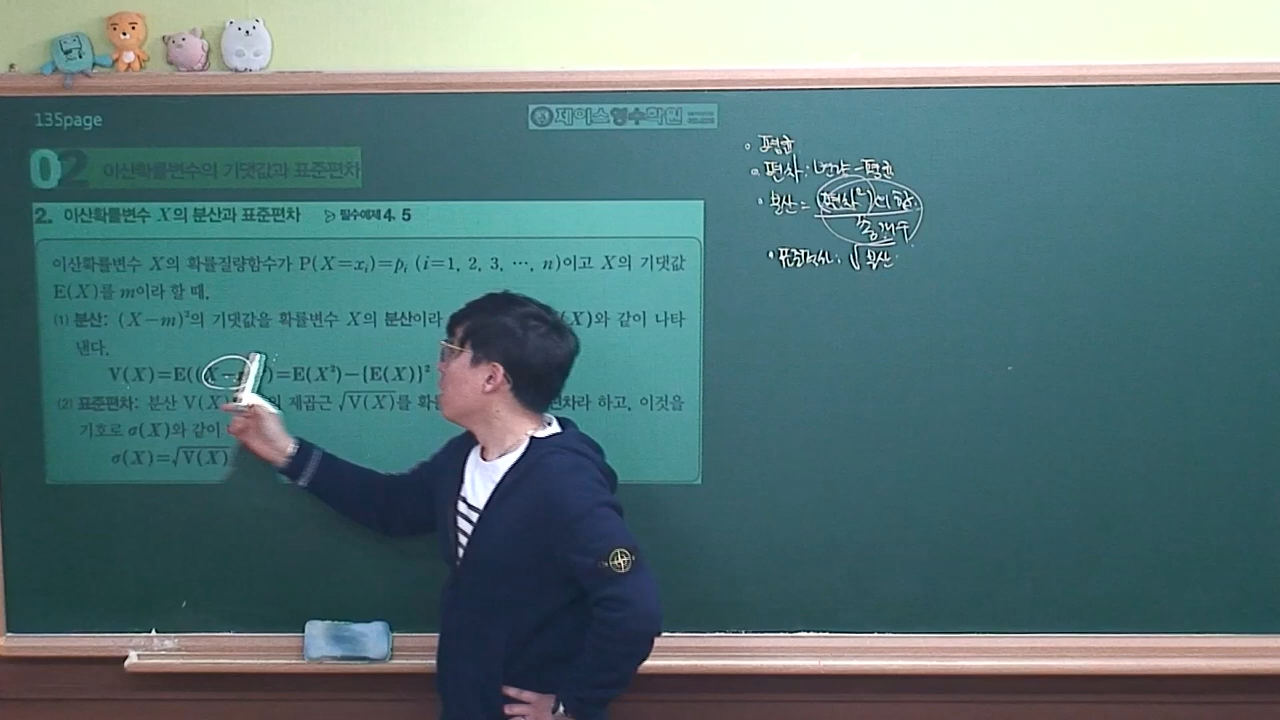 135page
제이스영수학원
02 이산확률변수의 기댓값과 표준편차
2. 이산확률변수 X의 분산과 표준편차 ▷ 필수예제 4, 5
이산확률변수 X의 확률질량함수가 P(X=xᵢ)=pᵢ (i=1, 2, 3, ⋯, n)이고 X의 기댓값
E(X)를 m이라 할 때,
(1) 분산: (X−m)²의 기댓값을 확률변수 X의 분산이라 X)와 같이 나타
낸다.
V(X)=E((X− )=E(X²)−{E(X)}²
(2) 표준편차: 분산 V(X) 의 제곱근 √V(X)를 확 차라 하고, 이것을
기호로 σ(X)와 같이
σ(X)=√V(X)
• 평균
• 편차: 변량 − 평균
• 분산 = (편차²)의 합
총개수
• 표준편차: √분산